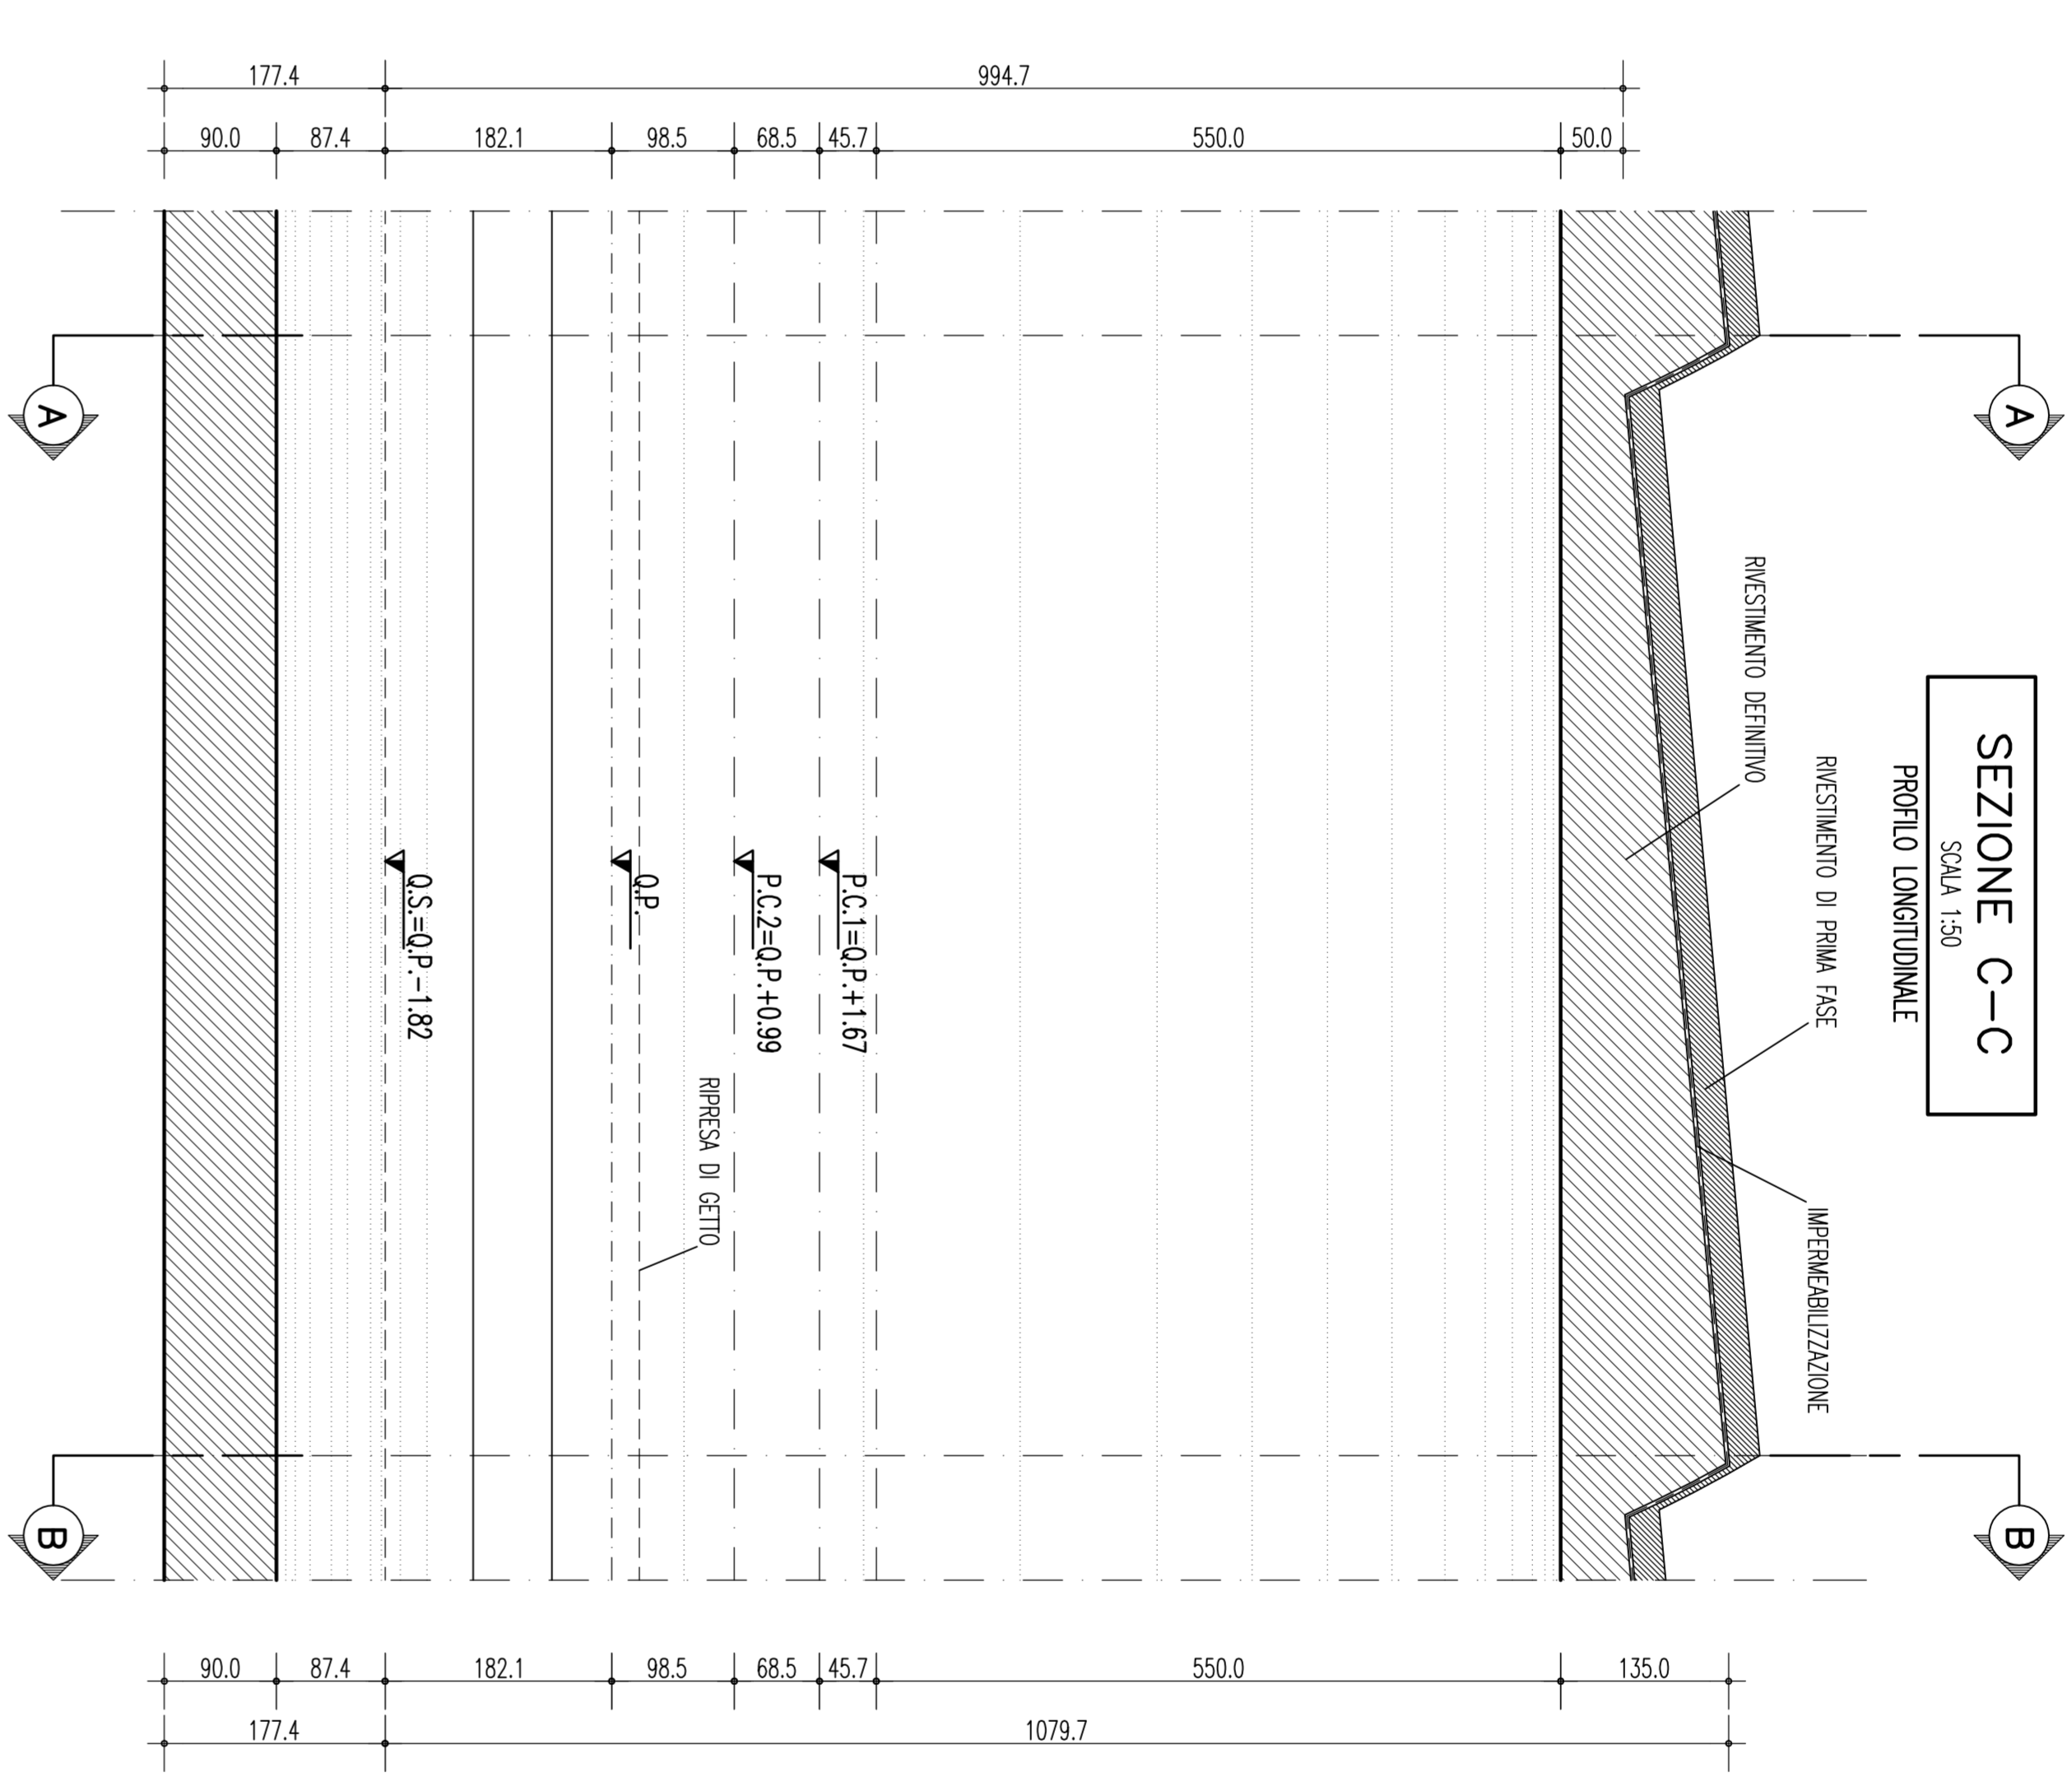 177.4
994.7
90.0
87.4
182.1
98.5
68.5
45.7
550.0
50.0
A
A
SEZIONE C-C
SCALA 1:50
PROFILO LONGITUDINALE
RIVESTIMENTO DEFINITIVO
RIVESTIMENTO DI PRIMA FASE
IMPERMEABILIZZAZIONE
P.C.1=Q.P.+1.67
P.C.2=Q.P.+0.99
Q.P.
Q.S.=Q.P.-1.82
RIPRESA DI GETTO
B
B
90.0
87.4
182.1
98.5
68.5
45.7
550.0
135.0
177.4
1079.7